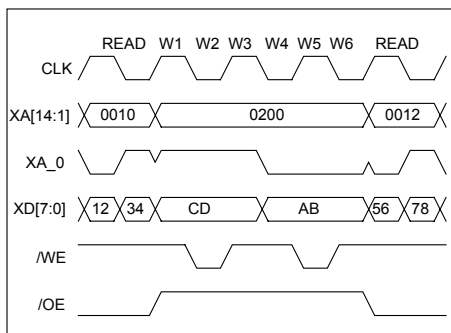 READ W1 W2 W3 W4 W5 W6 READ
CLK
XA[14:1] 0010 0200 0012
XA_0
XD[7:0] 12 34 CD AB 56 78
/WE
/OE